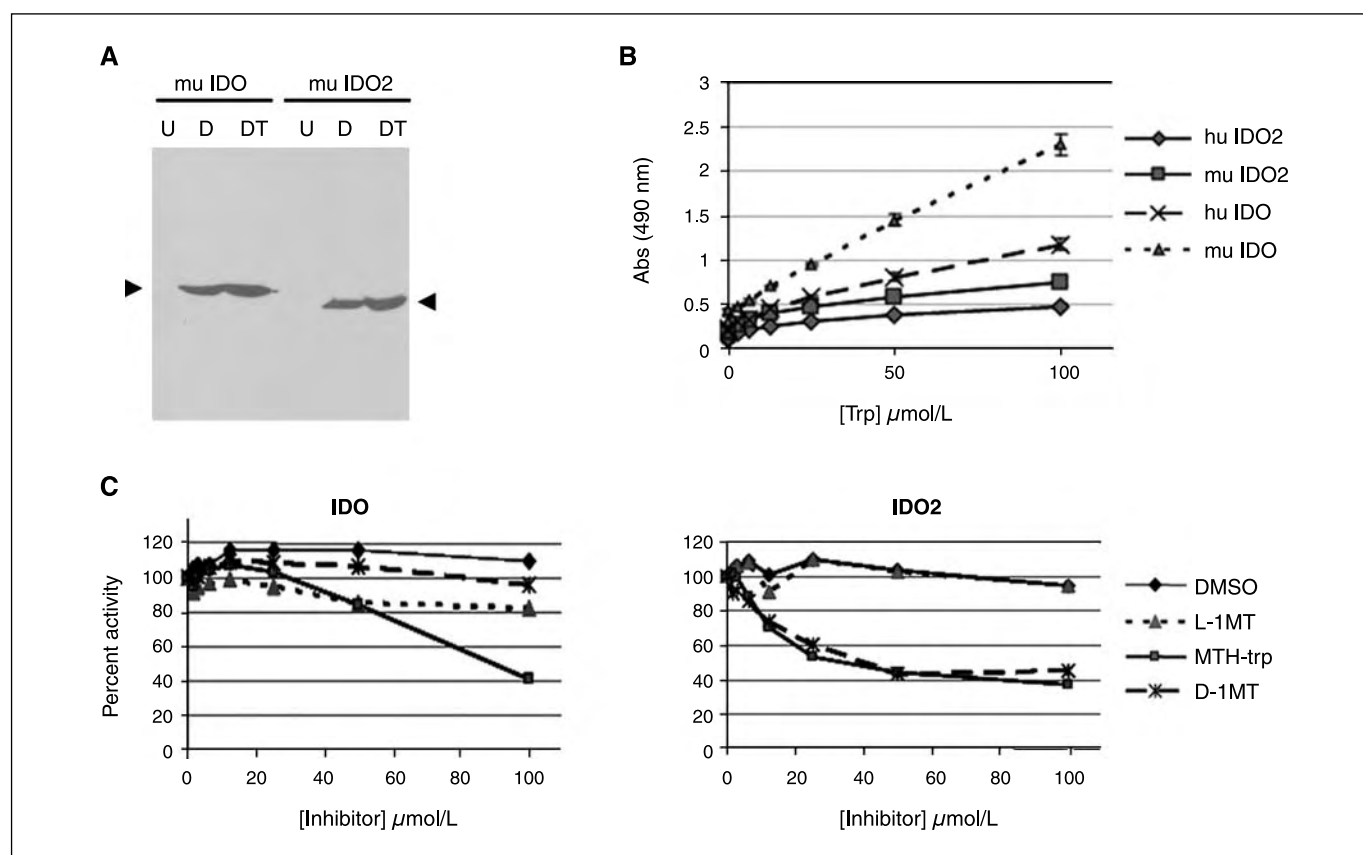 A
mu IDO mu IDO2
U D DT U D DT
B
3
2.5
2
1.5
1
0.5
0
Abs (490 nm)
0 50 100
[Trp] µmol/L
hu IDO2
mu IDO2
hu IDO
mu IDO
C
IDO
120
100
80
60
40
20
0
Percent activity
0 20 40 60 80 100
[Inhibitor] µmol/L
IDO2
120
100
80
60
40
20
0
0 20 40 60 80 100
[Inhibitor] µmol/L
DMSO
L-1MT
MTH-trp
D-1MT